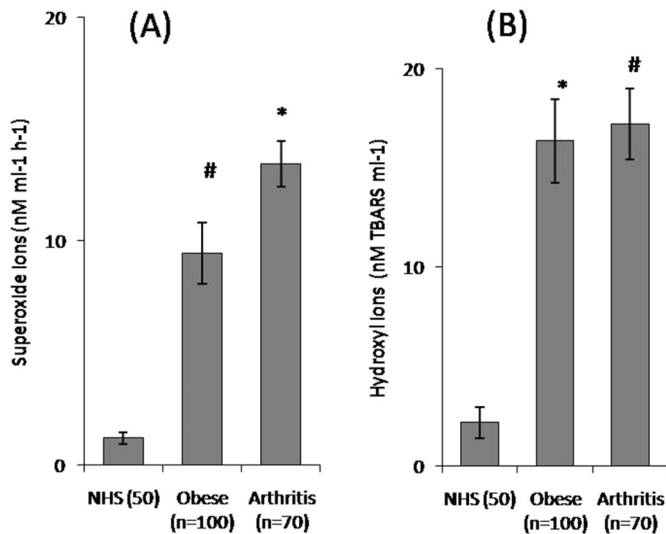 (A)
Superoxide Ions (nM ml-1 h-1)
20
10
0
#
*
NHS (50) Obese Arthritis
(n=100) (n=70)
(B)
Hydroxyl Ions (nM TBARS ml-1)
20
10
0
*
#
NHS (50) Obese Arthritis
(n=100) (n=70)